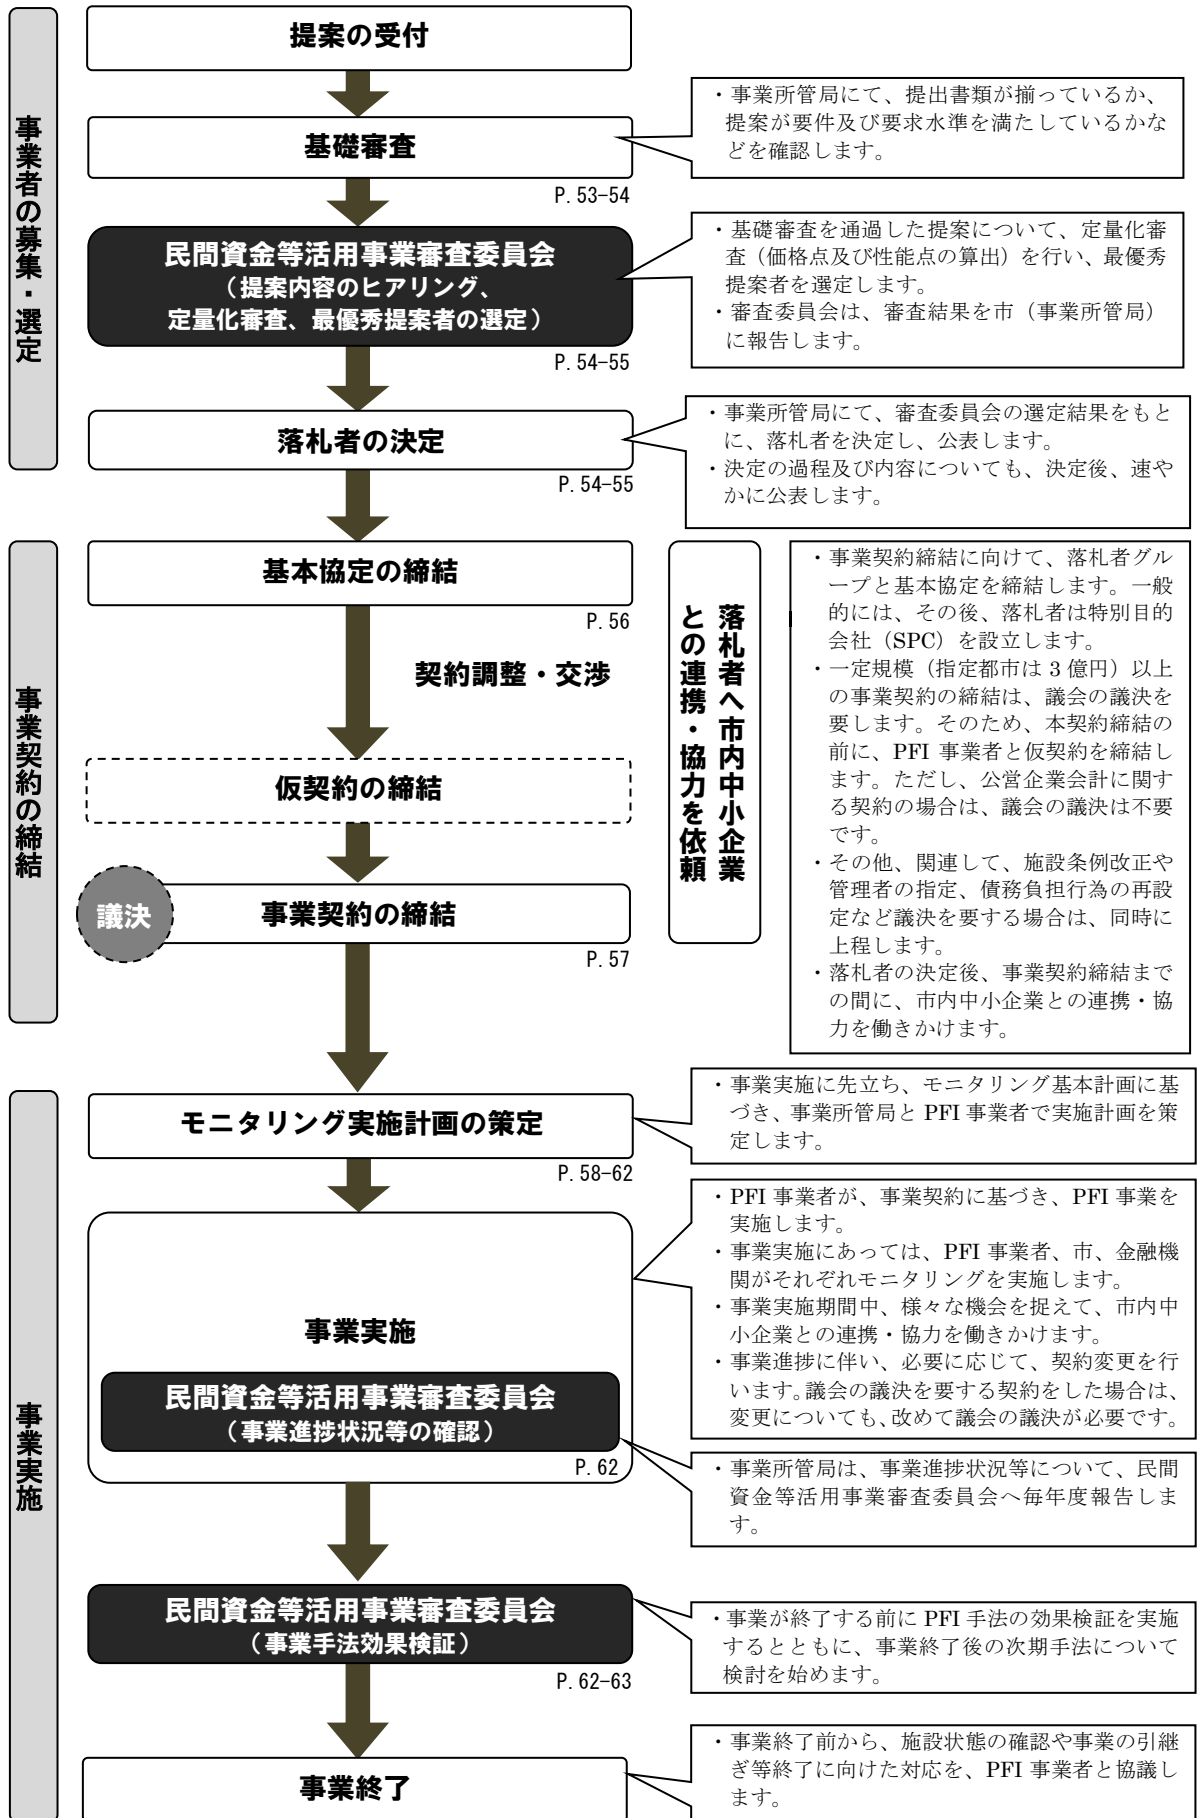 事業者の募集・選定
提案の受付
基礎審査
P. 53-54
・事業所管局にて、提出書類が揃っているか、
提案が要件及び要求水準を満たしているかな
どを確認します。
民間資金等活用事業審査委員会
（提案内容のヒアリング、
定量化審査、最優秀提案者の選定）
P. 54-55
・基礎審査を通過した提案について、定量化審
査（価格点及び性能点の算出）を行い、最優秀
提案者を選定します。
・審査委員会は、審査結果を市（事業所管局）
に報告します。
落札者の決定
P. 54-55
・事業所管局にて、審査委員会の選定結果をもと
に、落札者を決定し、公表します。
・決定の過程及び内容についても、決定後、速や
かに公表します。
事業契約の締結
基本協定の締結
P. 56
契約調整・交渉
仮契約の締結
議決
事業契約の締結
P. 57
落札者へ市内中小企業
との連携・協力を依頼
・事業契約締結に向けて、落札者グル
ープと基本協定を締結します。一般
的には、その後、落札者は特別目的
会社（SPC）を設立します。
・一定規模（指定都市は 3 億円）以上
の事業契約の締結は、議会の議決を
要します。そのため、本契約締結の
前に、PFI 事業者と仮契約を締結し
ます。ただし、公営企業会計に関す
る契約の場合は、議会の議決は不要
です。
・その他、関連して、施設条例改正や
管理者の指定、債務負担行為の再設
定など議決を要する場合は、同時に
上程します。
・落札者の決定後、事業契約締結まで
の間に、市内中小企業との連携・協
力を働きかけます。
事業実施
モニタリング実施計画の策定
P. 58-62
・事業実施に先立ち、モニタリング基本計画に基
づき、事業所管局と PFI 事業者で実施計画を策
定します。
事業実施
民間資金等活用事業審査委員会
（事業進捗状況等の確認）
P. 62
・PFI 事業者が、事業契約に基づき、PFI 事業を
実施します。
・事業実施にあっては、PFI 事業者、市、金融機
関がそれぞれモニタリングを実施します。
・事業実施期間中、様々な機会を捉えて、市内中
小企業との連携・協力を働きかけます。
・事業進捗に伴い、必要に応じて、契約変更を行
います。議会の議決を要する契約をした場合は、
変更についても、改めて議会の議決が必要です。
・事業所管局は、事業進捗状況等について、民間
資金等活用事業審査委員会へ毎年度報告しま
す。
民間資金等活用事業審査委員会
（事業手法効果検証）
P. 62-63
・事業が終了する前に PFI 手法の効果検証を実施
するとともに、事業終了後の次期手法について
検討を始めます。
事業終了
・事業終了前から、施設状態の確認や事業の引継
ぎ等終了に向けた対応を、PFI 事業者と協議し
ます。